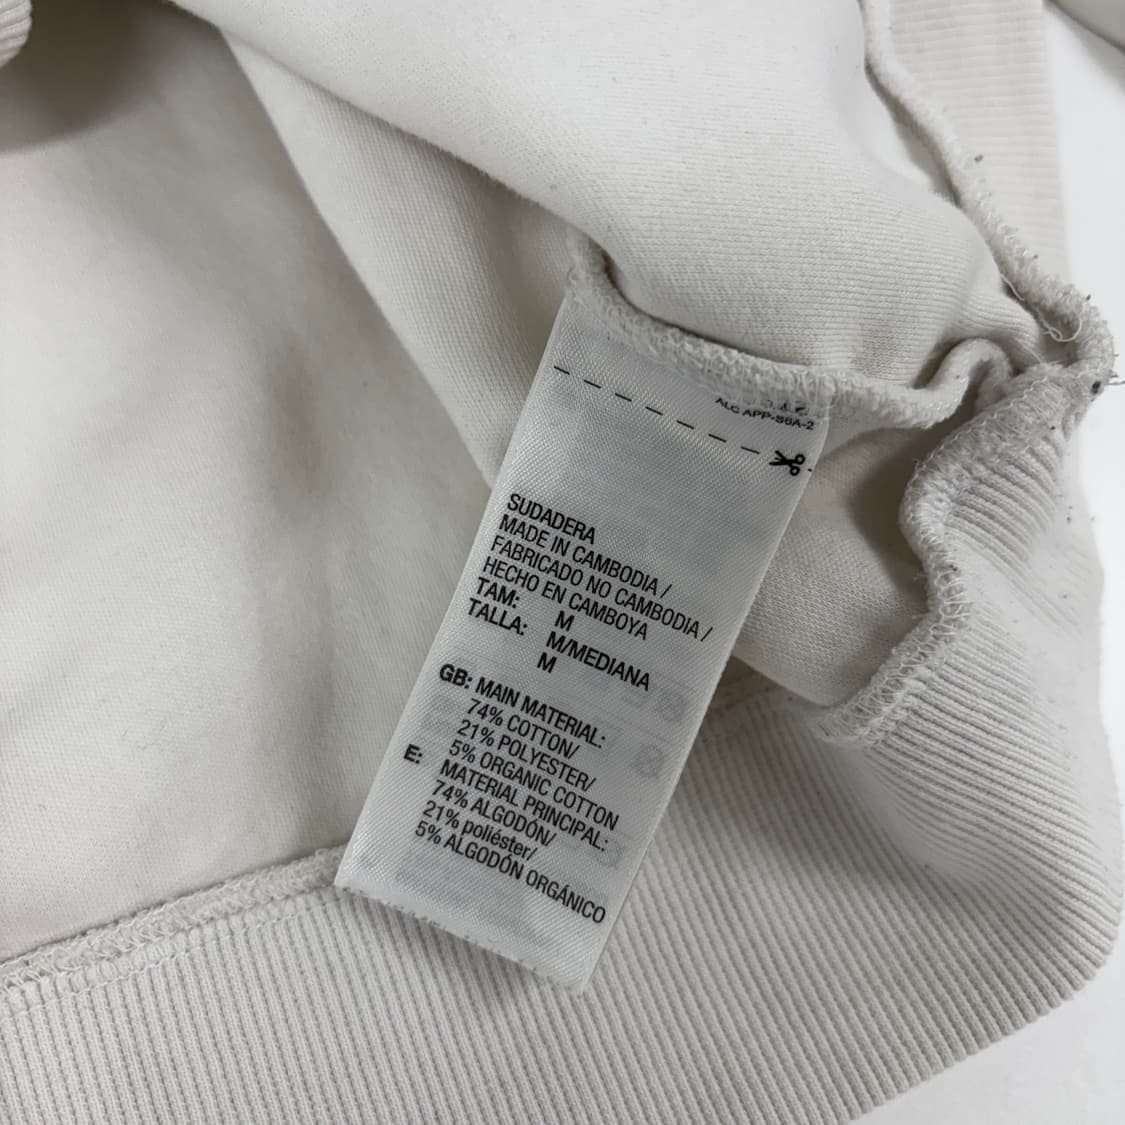 ALC APP-S6A-2
SUDADERA
MADE IN CAMBODIA /
FABRICADO NO CAMBODIA /
HECHO EN CAMBOYA
TAM: M
TALLA: M/MEDIANA
M
GB: MAIN MATERIAL:
74% COTTON/
21% POLYESTER/
5% ORGANIC COTTON
E: MATERIAL PRINCIPAL:
74% ALGODÓN/
21% poliéster/
5% ALGODÓN ORGÁNICO